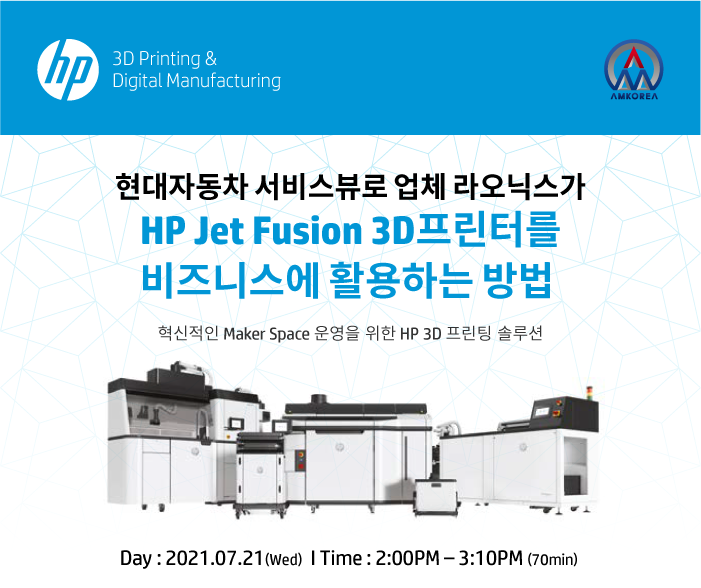 hp
3D Printing &
Digital Manufacturing
AMKOREA
현대자동차 서비스뷰로 업체 라오닉스가
HP Jet Fusion 3D프린터를
비즈니스에 활용하는 방법
혁신적인 Maker Space 운영을 위한 HP 3D 프린팅 솔루션
Day : 2021.07.21(Wed) I Time : 2:00PM – 3:10PM (70min)